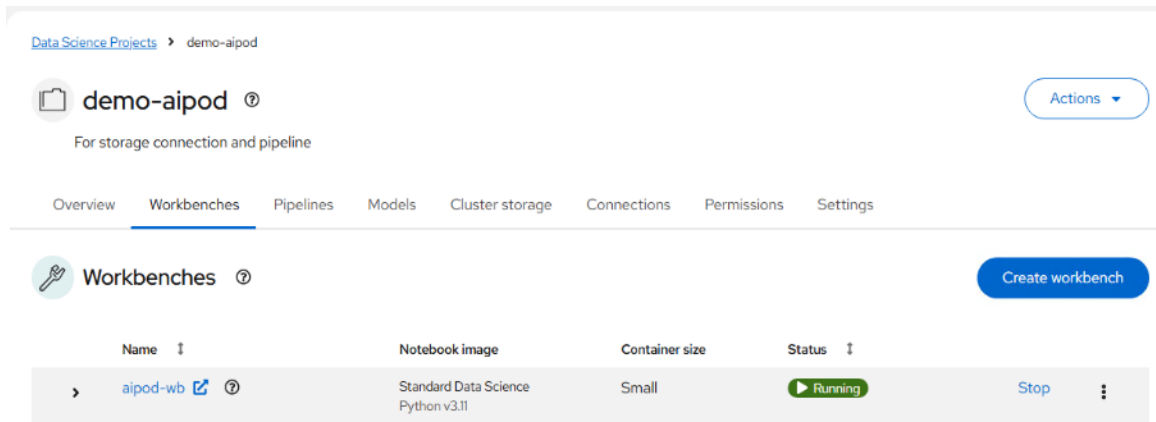 Data Science Projects > demo-aipod
demo-aipod
Actions
For storage connection and pipeline
Overview Workbenches Pipelines Models Cluster storage Connections Permissions Settings
Workbenches
Create workbench
Name Notebook image Container size Status
aipod-wb Standard Data Science Small Running Stop
Python v3.11